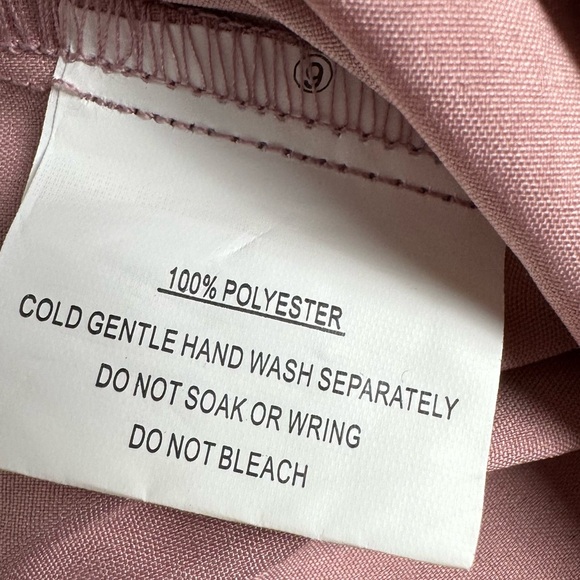 100% POLYESTER
COLD GENTLE HAND WASH SEPARATELY
DO NOT SOAK OR WRING
DO NOT BLEACH